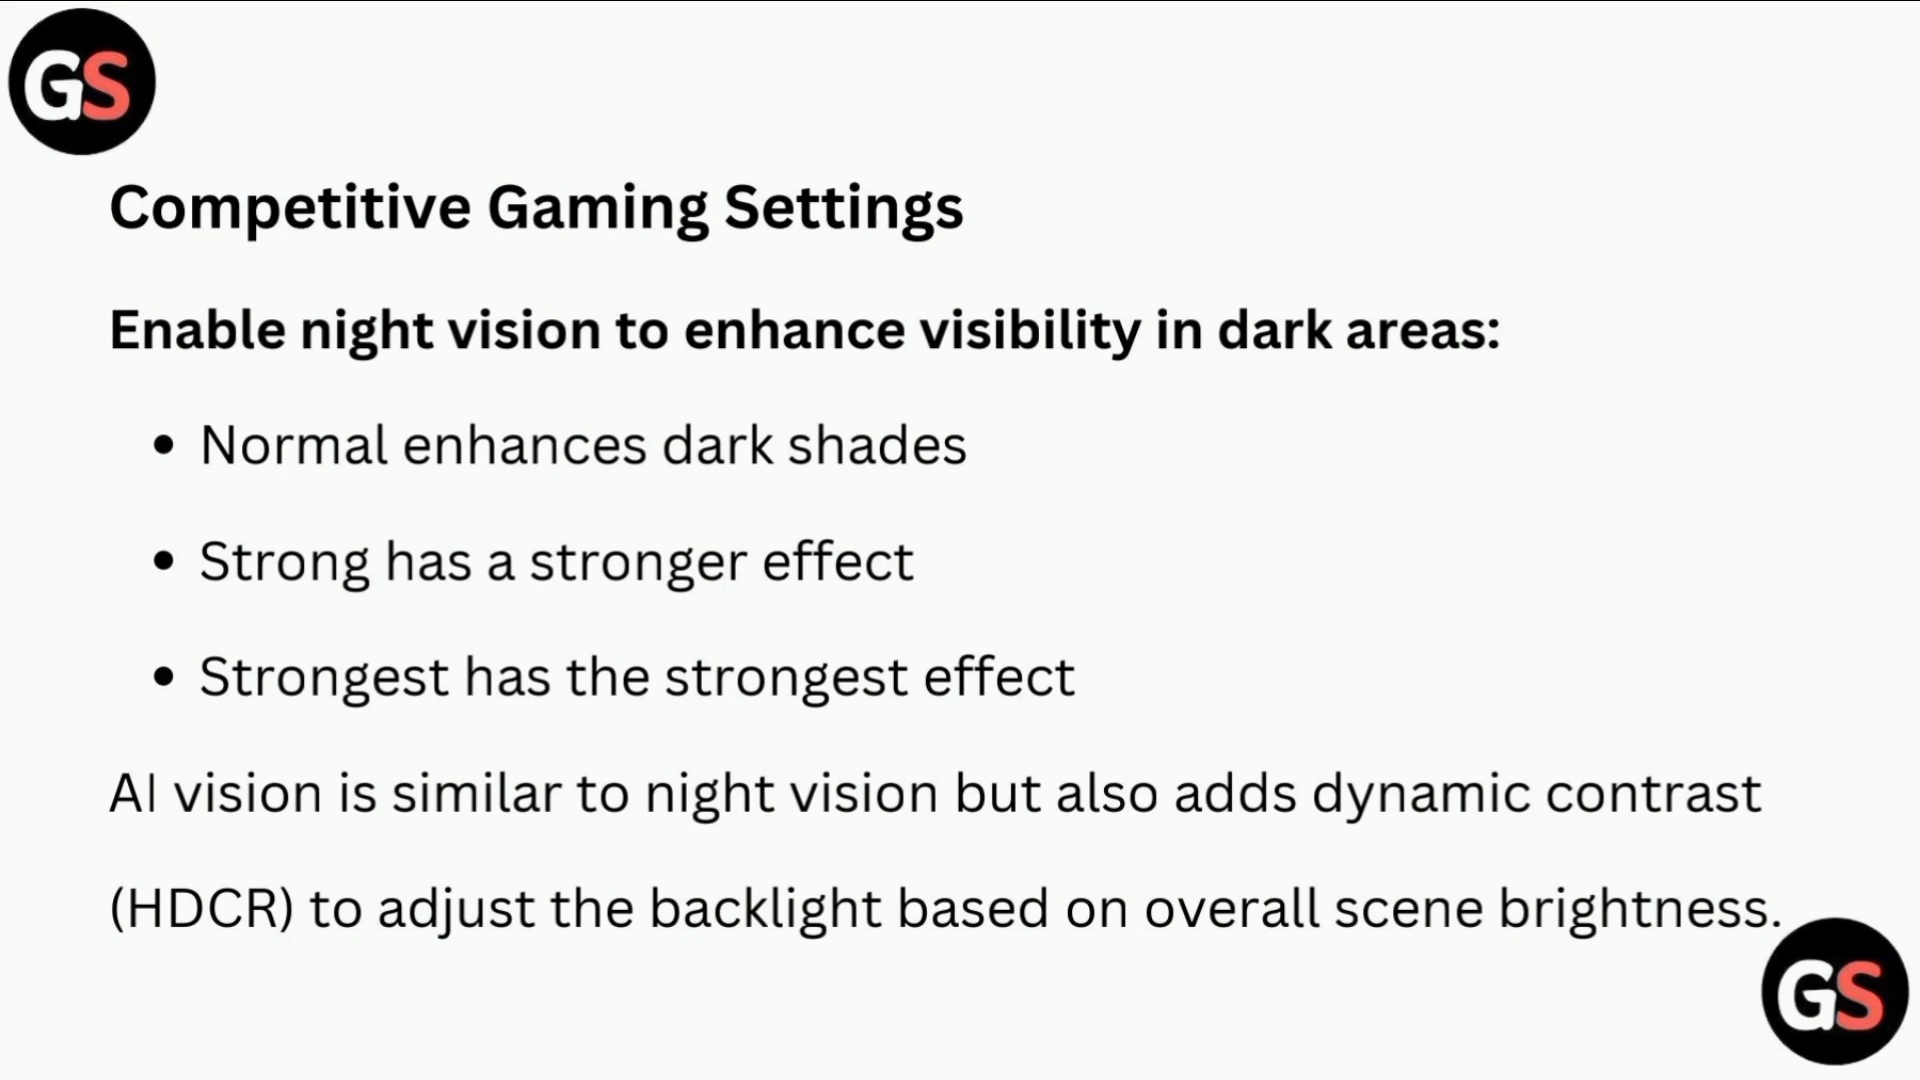 GS
Competitive Gaming Settings
Enable night vision to enhance visibility in dark areas:
• Normal enhances dark shades
• Strong has a stronger effect
• Strongest has the strongest effect
AI vision is similar to night vision but also adds dynamic contrast
(HDCR) to adjust the backlight based on overall scene brightness.
GS